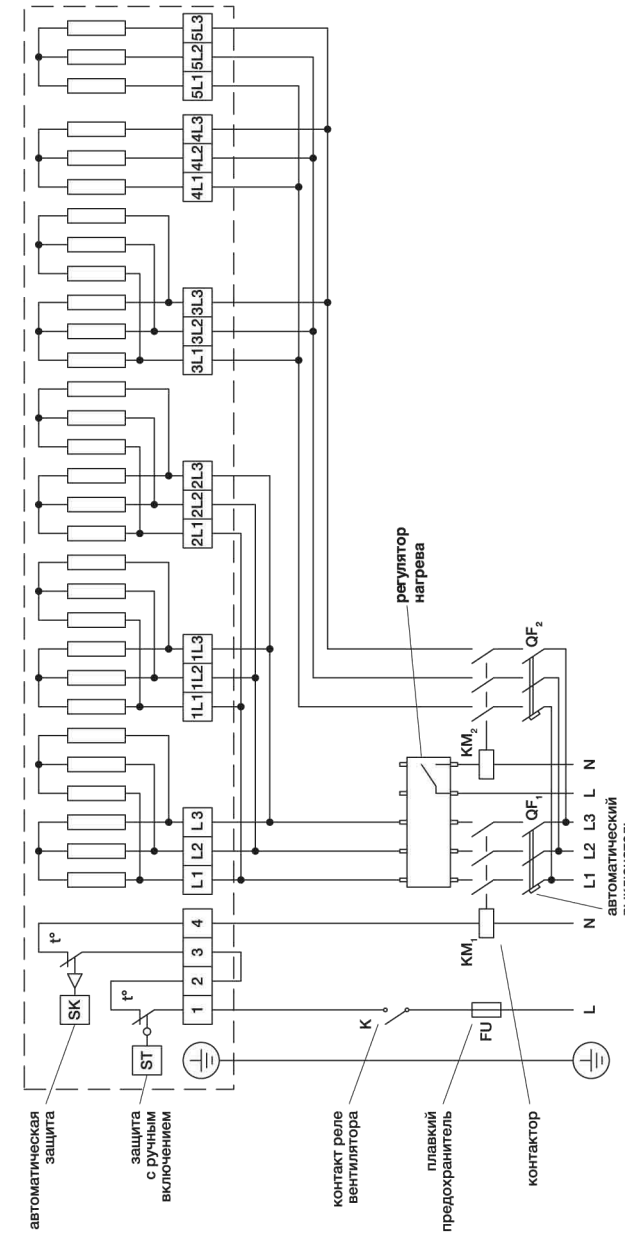 5L1 5L2 5L3
4L1 4L2 4L3
3L1 3L2 3L3
2L1 2L2 2L3
1L1 1L2 1L3
L1 L2 L3
1 2 3 4
t°
t°
SK
ST
автоматическая
защита
защита
с ручным
включением
контакт реле
вентилятора
K
плавкий
предохранитель
FU
контактор
KM1
KM2
QF1
QF2
регулятор
нагрева
автоматический
L
N
L1 L2 L3 L N